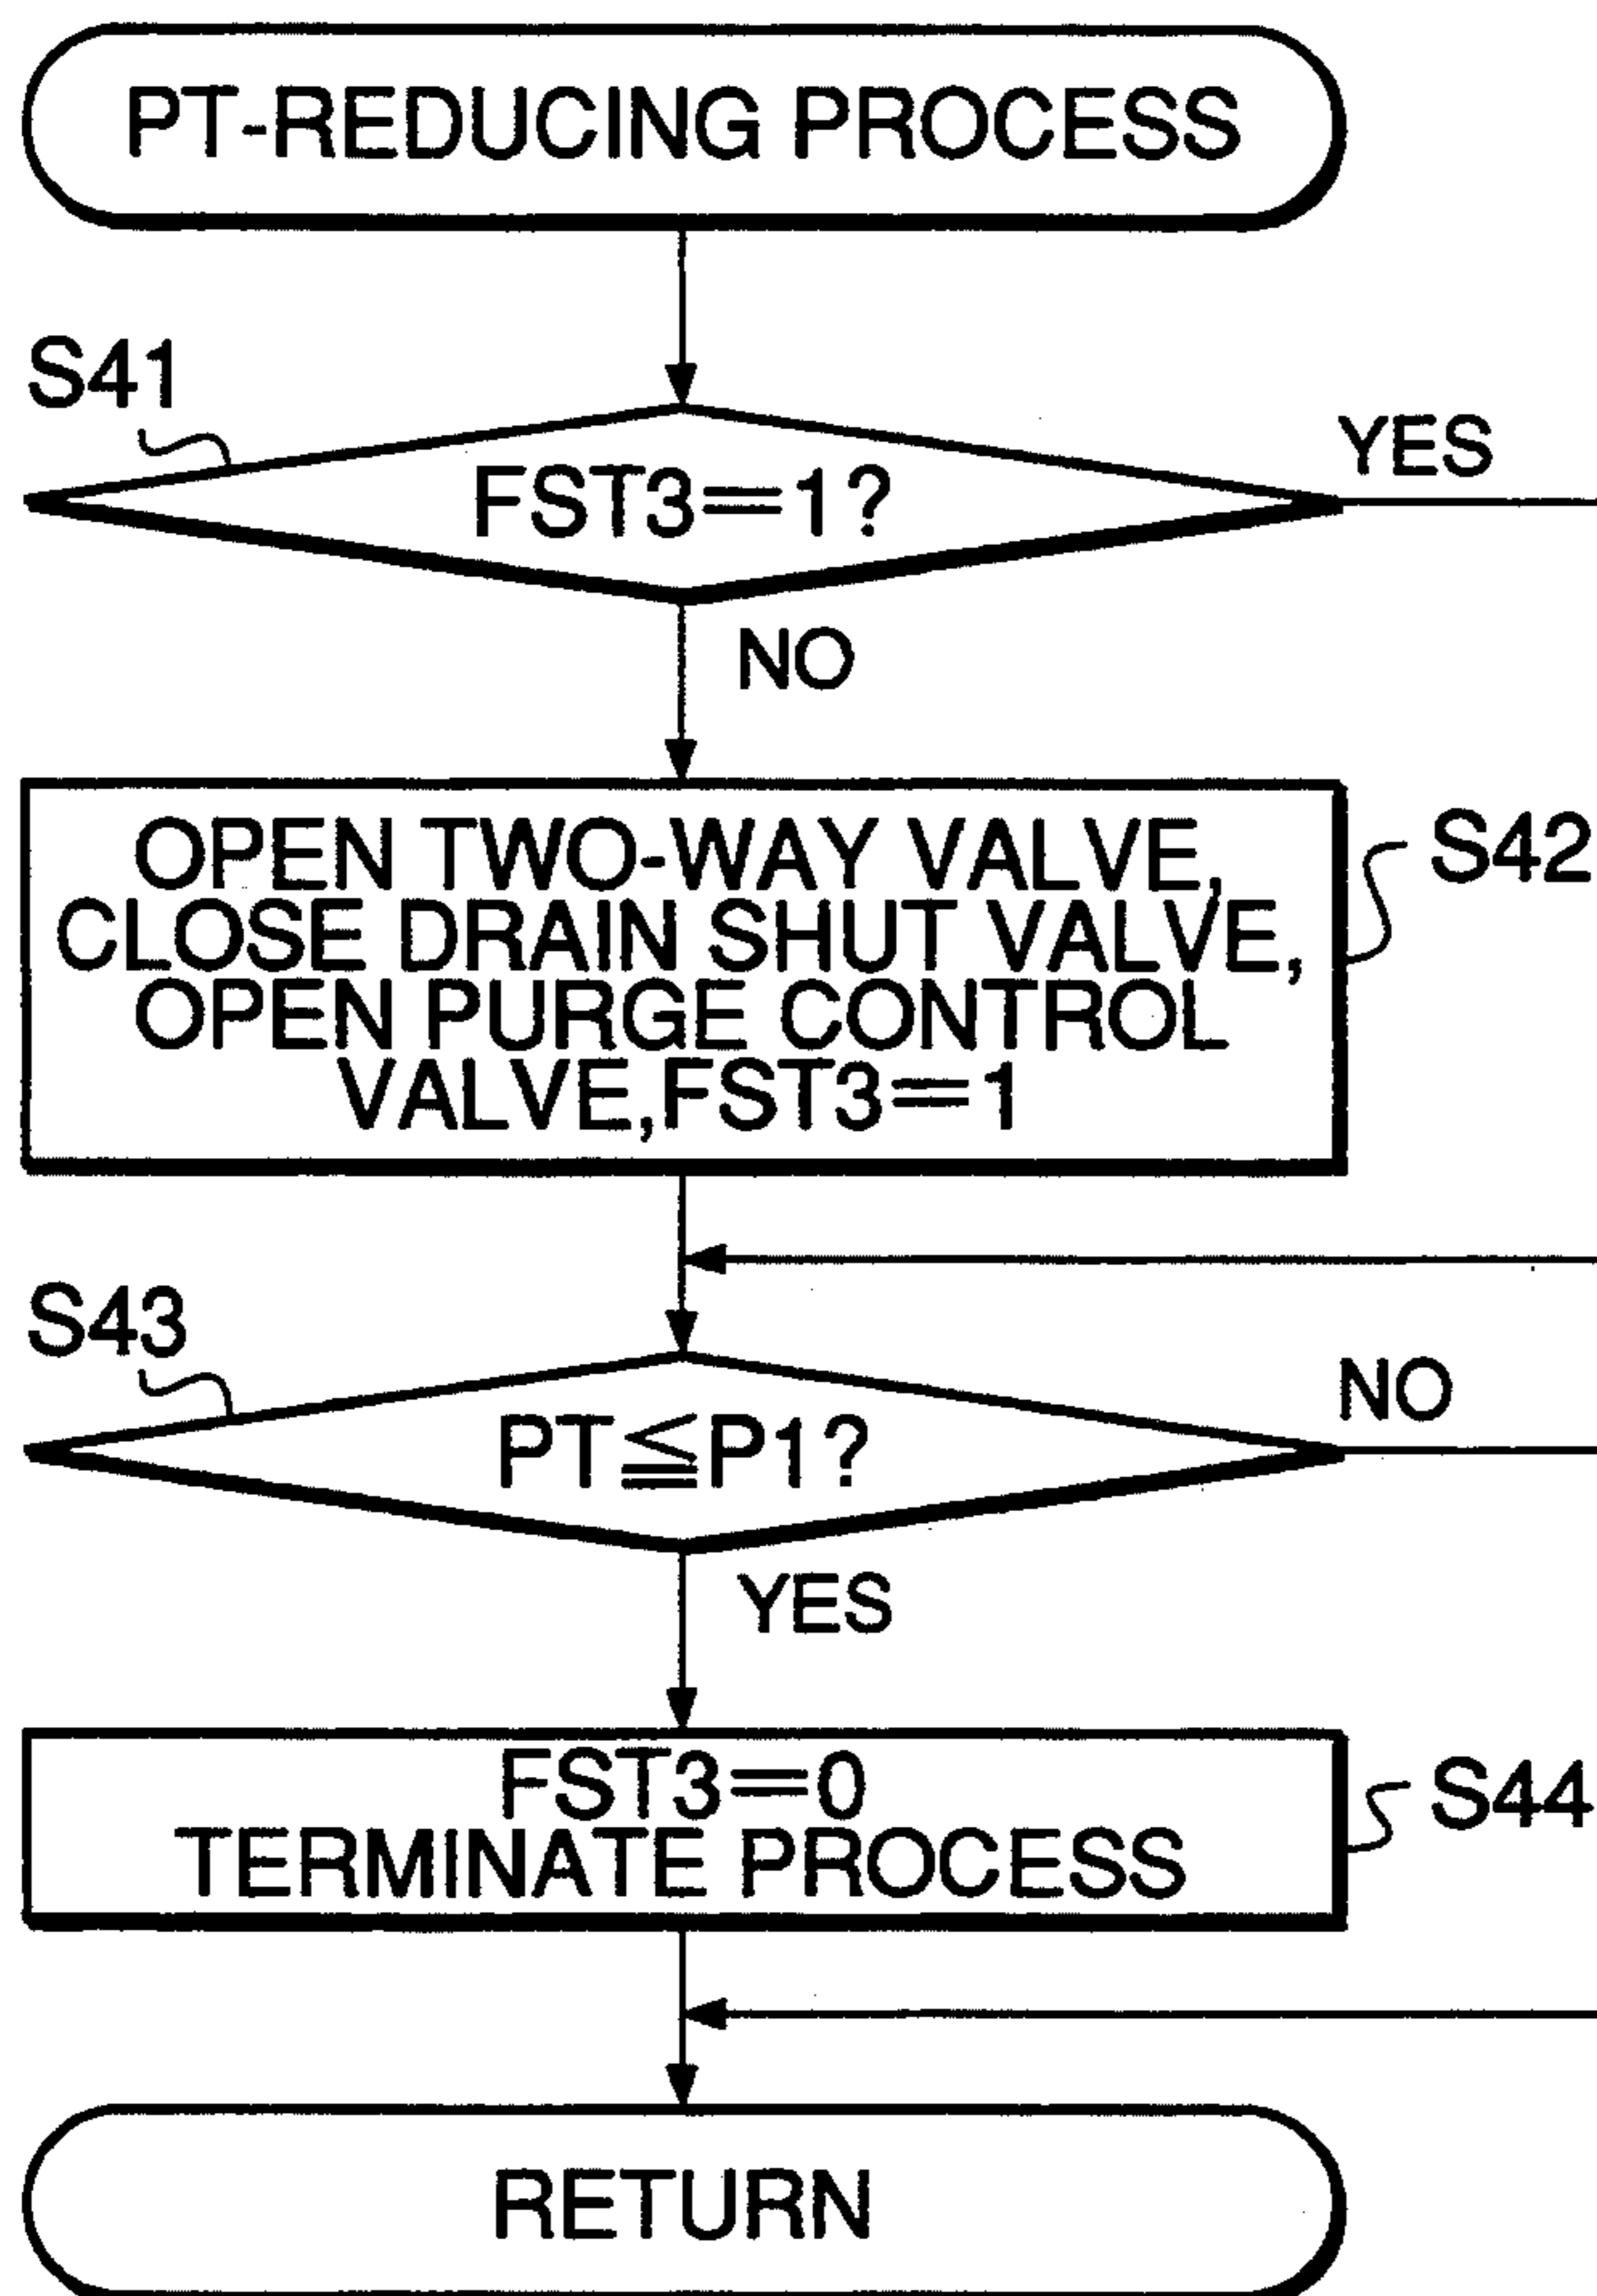 PT-REDUCING PROCESS
S41
FST3=1?
YES
NO
OPEN TWO-WAY VALVE,
CLOSE DRAIN SHUT VALVE,
OPEN PURGE CONTROL
VALVE,FST3=1
S42
S43
PT≦P1?
NO
YES
FST3=0
TERMINATE PROCESS
S44
RETURN